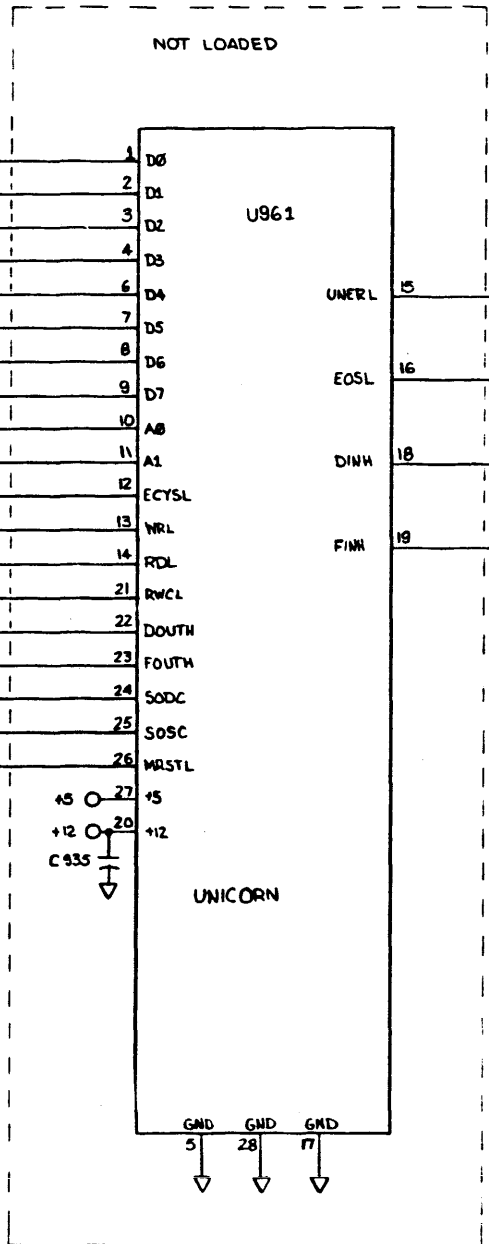 NOT LOADED
U961
1 DØ
2 D1
3 D2
4 D3
6 D4
7 D5
8 D6
9 D7
10 AØ
11 A1
12 ECYSL
13 WRL
14 RDL
21 RWCL
22 DOUTH
23 FOUTH
24 SODC
25 SOSC
26 MRSTL
+5 27 +5
+12 20 +12
C935
UNERL 15
EOSL 16
DINH 18
FINH 19
UNICORN
GND GND GND
5 28 17